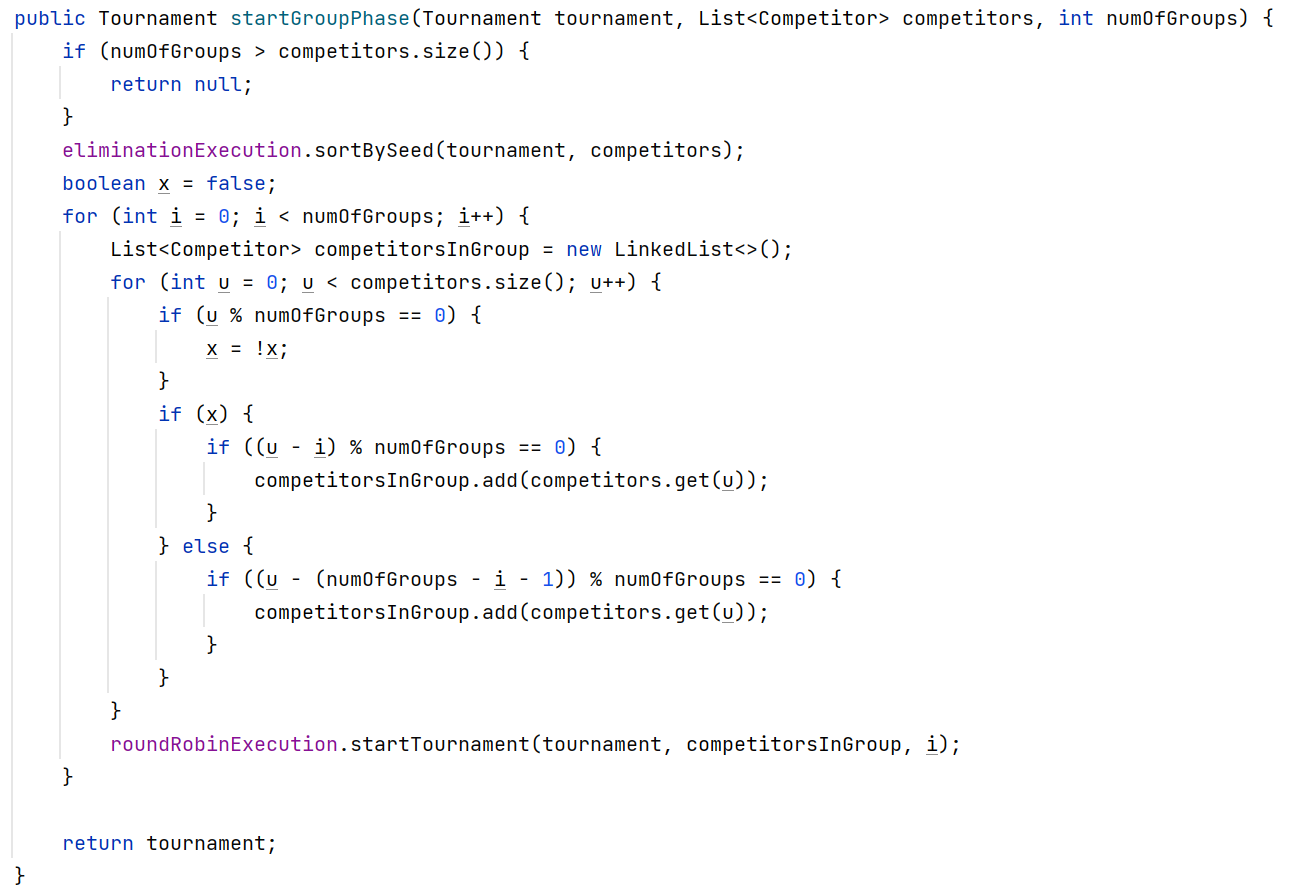 public Tournament startGroupPhase(Tournament tournament, List<Competitor> competitors, int numOfGroups) {
    if (numOfGroups > competitors.size()) {
        return null;
    }
    eliminationExecution.sortBySeed(tournament, competitors);
    boolean x = false;
    for (int i = 0; i < numOfGroups; i++) {
        List<Competitor> competitorsInGroup = new LinkedList<>();
        for (int u = 0; u < competitors.size(); u++) {
            if (u % numOfGroups == 0) {
                x = !x;
            }
            if (x) {
                if ((u - i) % numOfGroups == 0) {
                    competitorsInGroup.add(competitors.get(u));
                }
            } else {
                if ((u - (numOfGroups - i - 1)) % numOfGroups == 0) {
                    competitorsInGroup.add(competitors.get(u));
                }
            }
        }
        roundRobinExecution.startTournament(tournament, competitorsInGroup, i);
    }

    return tournament;
}